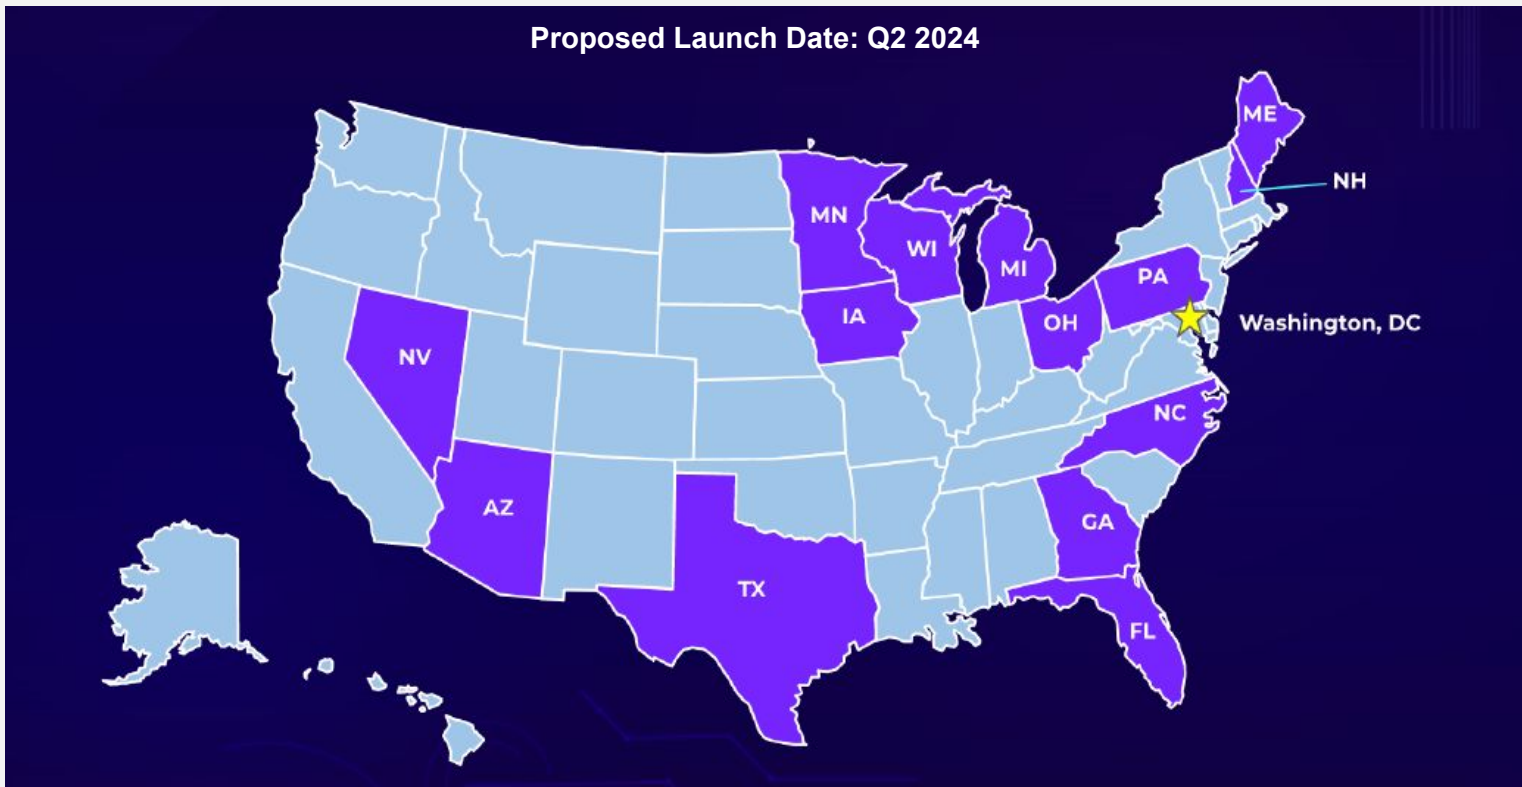 Proposed Launch Date: Q2 2024
ME
NH
MN
WI
MI
PA
IA
OH
Washington, DC
NV
NC
AZ
GA
TX
FL